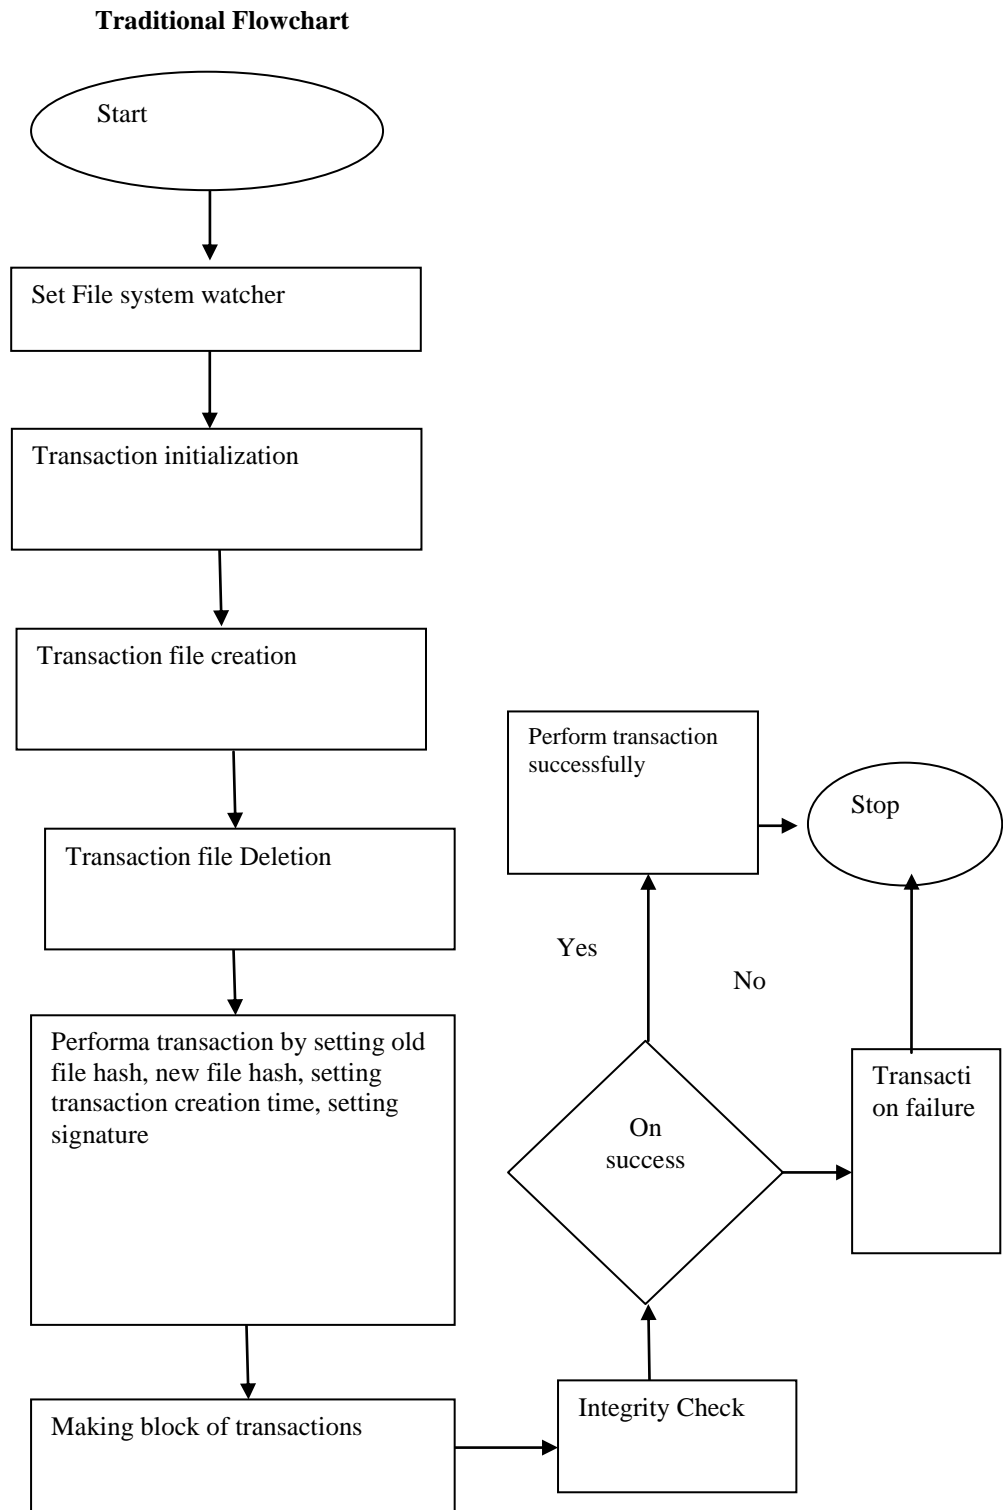 Traditional Flowchart
Start
Set File system watcher
Transaction initialization
Transaction file creation
Transaction file Deletion
Performa transaction by setting old
file hash, new file hash, setting
transaction creation time, setting
signature
Making block of transactions
Integrity Check
On
success
Yes
No
Perform transaction
successfully
Transacti
on failure
Stop